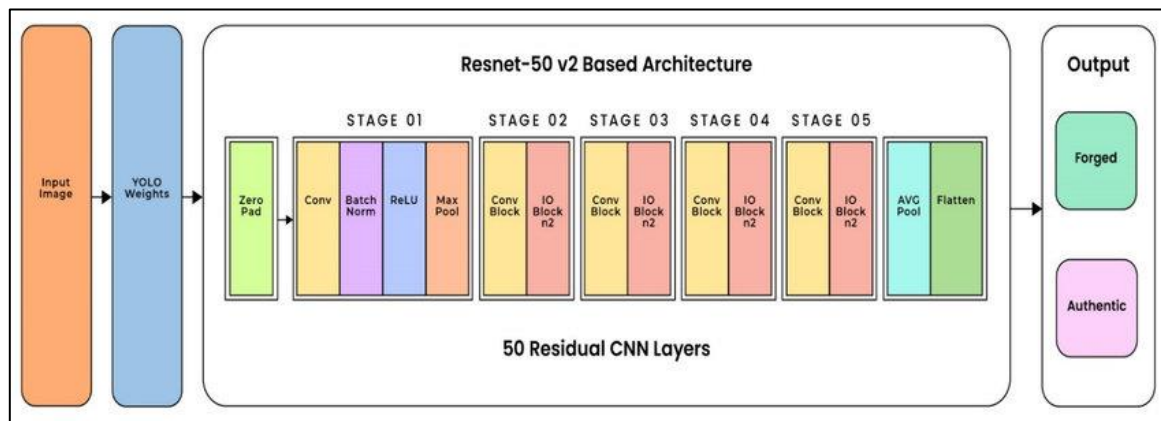 Input
Image
YOLO
Weights
Resnet-50 v2 Based Architecture
STAGE 01
STAGE 02
STAGE 03
STAGE 04
STAGE 05
Zero
Pad
Conv
Batch
Norm
ReLU
Max
Pool
Conv
Block
IO
Block
n2
Conv
Block
IO
Block
n2
Conv
Block
IO
Block
n2
Conv
Block
IO
Block
n2
AVG
Pool
Flatten
50 Residual CNN Layers
Output
Forged
Authentic